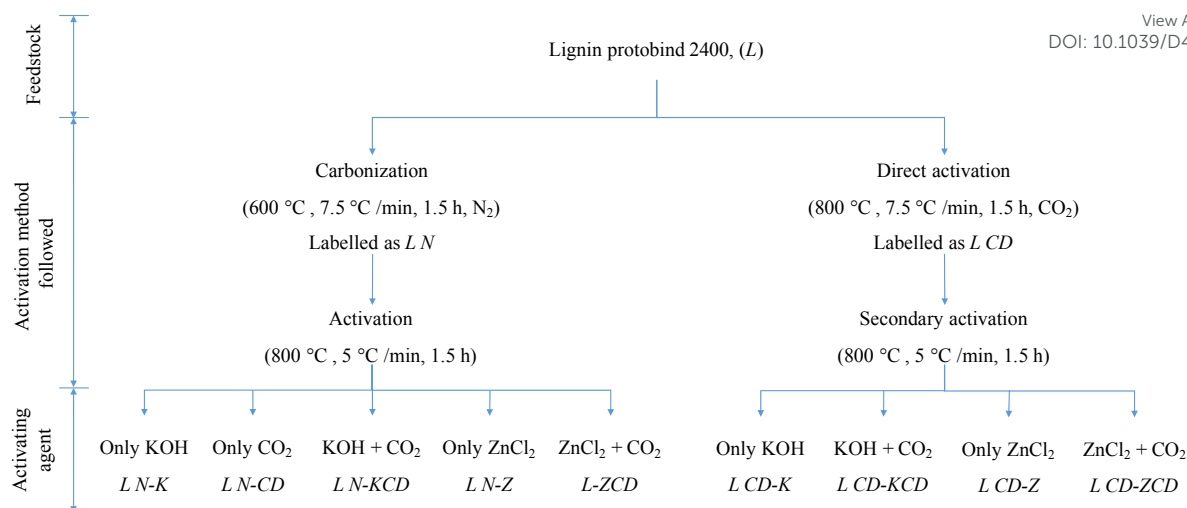 View A
DOI: 10.1039/D4
Feedstock
Lignin protobind 2400, (L)
Activation method
followed
Carbonization
(600 °C , 7.5 °C /min, 1.5 h, N₂)
Labelled as L N
Direct activation
(800 °C , 7.5 °C /min, 1.5 h, CO₂)
Labelled as L CD
Activation
(800 °C , 5 °C /min, 1.5 h)
Secondary activation
(800 °C , 5 °C /min, 1.5 h)
Activating
agent
Only KOH
L N-K
Only CO₂
L N-CD
KOH + CO₂
L N-KCD
Only ZnCl₂
L N-Z
ZnCl₂ + CO₂
L-ZCD
Only KOH
L CD-K
KOH + CO₂
L CD-KCD
Only ZnCl₂
L CD-Z
ZnCl₂ + CO₂
L CD-ZCD